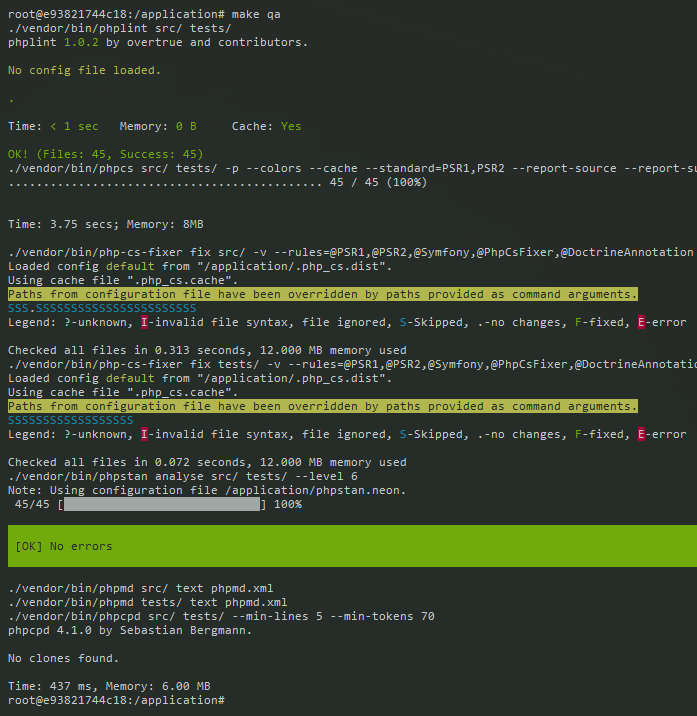 root@e93821744c18:/application# make qa
./vendor/bin/phplint src/ tests/
phplint 1.0.2 by overtrue and contributors.
No config file loaded.
.
Time: < 1 sec   Memory: 0 B     Cache: Yes
OK! (Files: 45, Success: 45)
./vendor/bin/phpcs src/ tests/ -p --colors --cache --standard=PSR1,PSR2 --report-source --report-su
............................................. 45 / 45 (100%)
Time: 3.75 secs; Memory: 8MB
./vendor/bin/php-cs-fixer fix src/ -v --rules=@PSR1,@PSR2,@Symfony,@PhpCsFixer,@DoctrineAnnotation
Loaded config default from "/application/.php_cs.dist".
Using cache file ".php_cs.cache".
Paths from configuration file have been overridden by paths provided as command arguments.
SSS.SSSSSSSSSSSSSSSSSSSSSSS
Legend: ?-unknown, I-invalid file syntax, file ignored, S-Skipped, .-no changes, F-fixed, E-error
Checked all files in 0.313 seconds, 12.000 MB memory used
./vendor/bin/php-cs-fixer fix tests/ -v --rules=@PSR1,@PSR2,@Symfony,@PhpCsFixer,@DoctrineAnnotatio
Loaded config default from "/application/.php_cs.dist".
Using cache file ".php_cs.cache".
Paths from configuration file have been overridden by paths provided as command arguments.
SSSSSSSSSSSSSSSSSS
Legend: ?-unknown, I-invalid file syntax, file ignored, S-Skipped, .-no changes, F-fixed, E-error
Checked all files in 0.072 seconds, 12.000 MB memory used
./vendor/bin/phpstan analyse src/ tests/ --level 6
Note: Using configuration file /application/phpstan.neon.
45/45 [                            ] 100%
[OK] No errors
./vendor/bin/phpmd src/ text phpmd.xml
./vendor/bin/phpmd tests/ text phpmd.xml
./vendor/bin/phpcpd src/ tests/ --min-lines 5 --min-tokens 70
phpcpd 4.1.0 by Sebastian Bergmann.
No clones found.
Time: 437 ms, Memory: 6.00 MB
root@e93821744c18:/application#